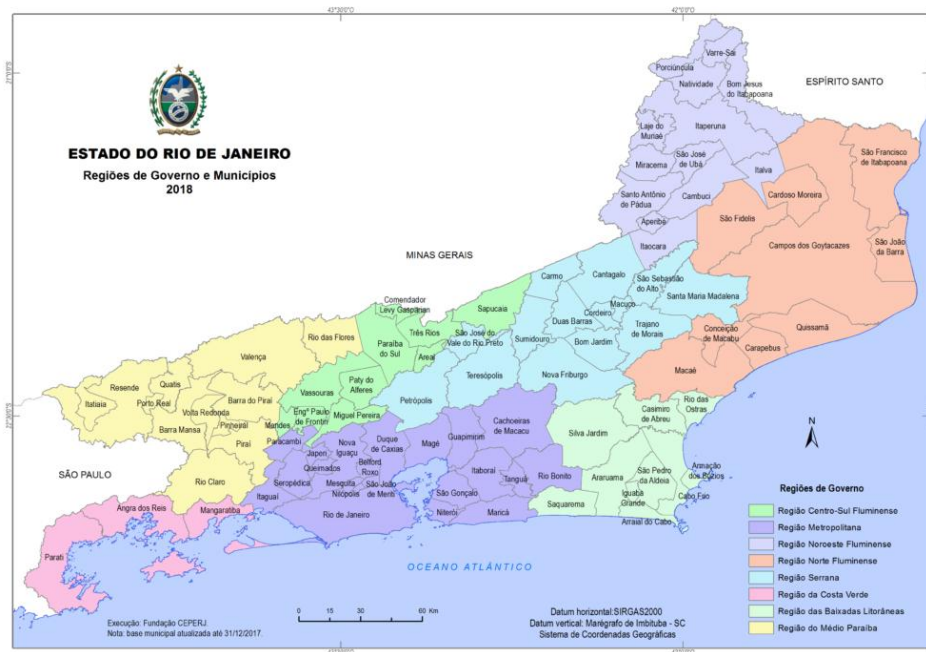 43°30'0"O
42°0'0"O
21°0'0"S
ESPÍRITO SANTO
ESTADO DO RIO DE JANEIRO
Regiões de Governo e Municípios
2018
MINAS GERAIS
SÃO PAULO
Varre-Sai
Porciúncula
Natividade
Bom Jesus
do Itabapoana
Laje do
Muriaé
Itaperuna
Miracema
São José
de Ubá
Italva
Santo Antônio
de Pádua
Cambuci
Aperibé
Itaocara
São Francisco
de Itabapoana
Cardoso Moreira
São Fidelis
Campos dos Goytacazes
São João
da Barra
Carmo
Cantagalo
São Sebastião
do Alto
Santa Maria Madalena
Macuco
Cordeiro
Duas Barras
Trajano
de Morais
Sumidouro
Bom Jardim
Conceição
de Macabu
Quissamã
Carapebus
Macaé
Comendador
Levy Gasparian
Sapucaia
Três Rios
São José do
Vale do Rio Preto
Paraíba
do Sul
Areal
Rio das Flores
Valença
Teresópolis
Nova Friburgo
Petrópolis
Paty do
Alferes
Vassouras
Miguel Pereira
Engº Paulo
de Frontin
Mendes
Resende
Quatis
Itatiaia
Porto Real
Volta Redonda
Barra do Piraí
Barra Mansa
Pinheiral
Piraí
Rio Claro
Paracambi
Japeri
Nova
Iguaçu
Duque
de Caxias
Queimados
Belford
Roxo
Seropédica
Mesquita
Nilópolis
São João
de Meriti
Itaguaí
Rio de Janeiro
Magé
Guapimirim
Cachoeiras
de Macacu
Itaboraí
Tanguá
Rio Bonito
São Gonçalo
Niterói
Maricá
Rio das
Ostras
Casimiro
de Abreu
Silva Jardim
Araruama
São Pedro
da Aldeia
Armação
dos Búzios
Iguaba
Grande
Cabo Frio
Saquarema
Arraial do Cabo
Angra dos Reis
Mangaratiba
Parati
22°30'0"S
N
OCEANO ATLÂNTICO
Regiões de Governo
Região Centro-Sul Fluminense
Região Metropolitana
Região Noroeste Fluminense
Região Norte Fluminense
Região Serrana
Região da Costa Verde
Região das Baixadas Litorâneas
Região do Médio Paraíba
Execução: Fundação CEPERJ.
Nota: base municipal atualizada até 31/12/2017.
0 15 30 60 Km
Datum horizontal:SIRGAS2000
Datum vertical: Marégrafo de Imbituba - SC
Sistema de Coordenadas Geográficas